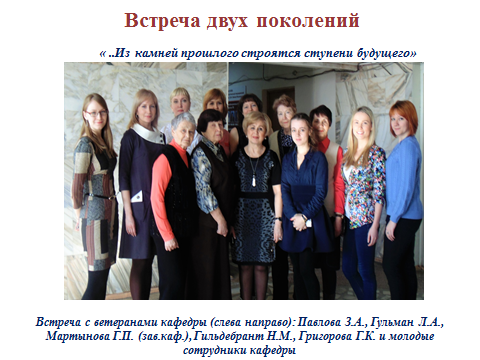 Встреча двух поколений
« ..Из камней прошлого строятся ступени будущего»
Встреча с ветеранами кафедры (слева направо): Павлова З.А., Гульман Л.А.,
Мартынова Г.П. (зав.каф.), Гильдебрант Н.М., Григорова Г.К. и молодые
сотрудники кафедры